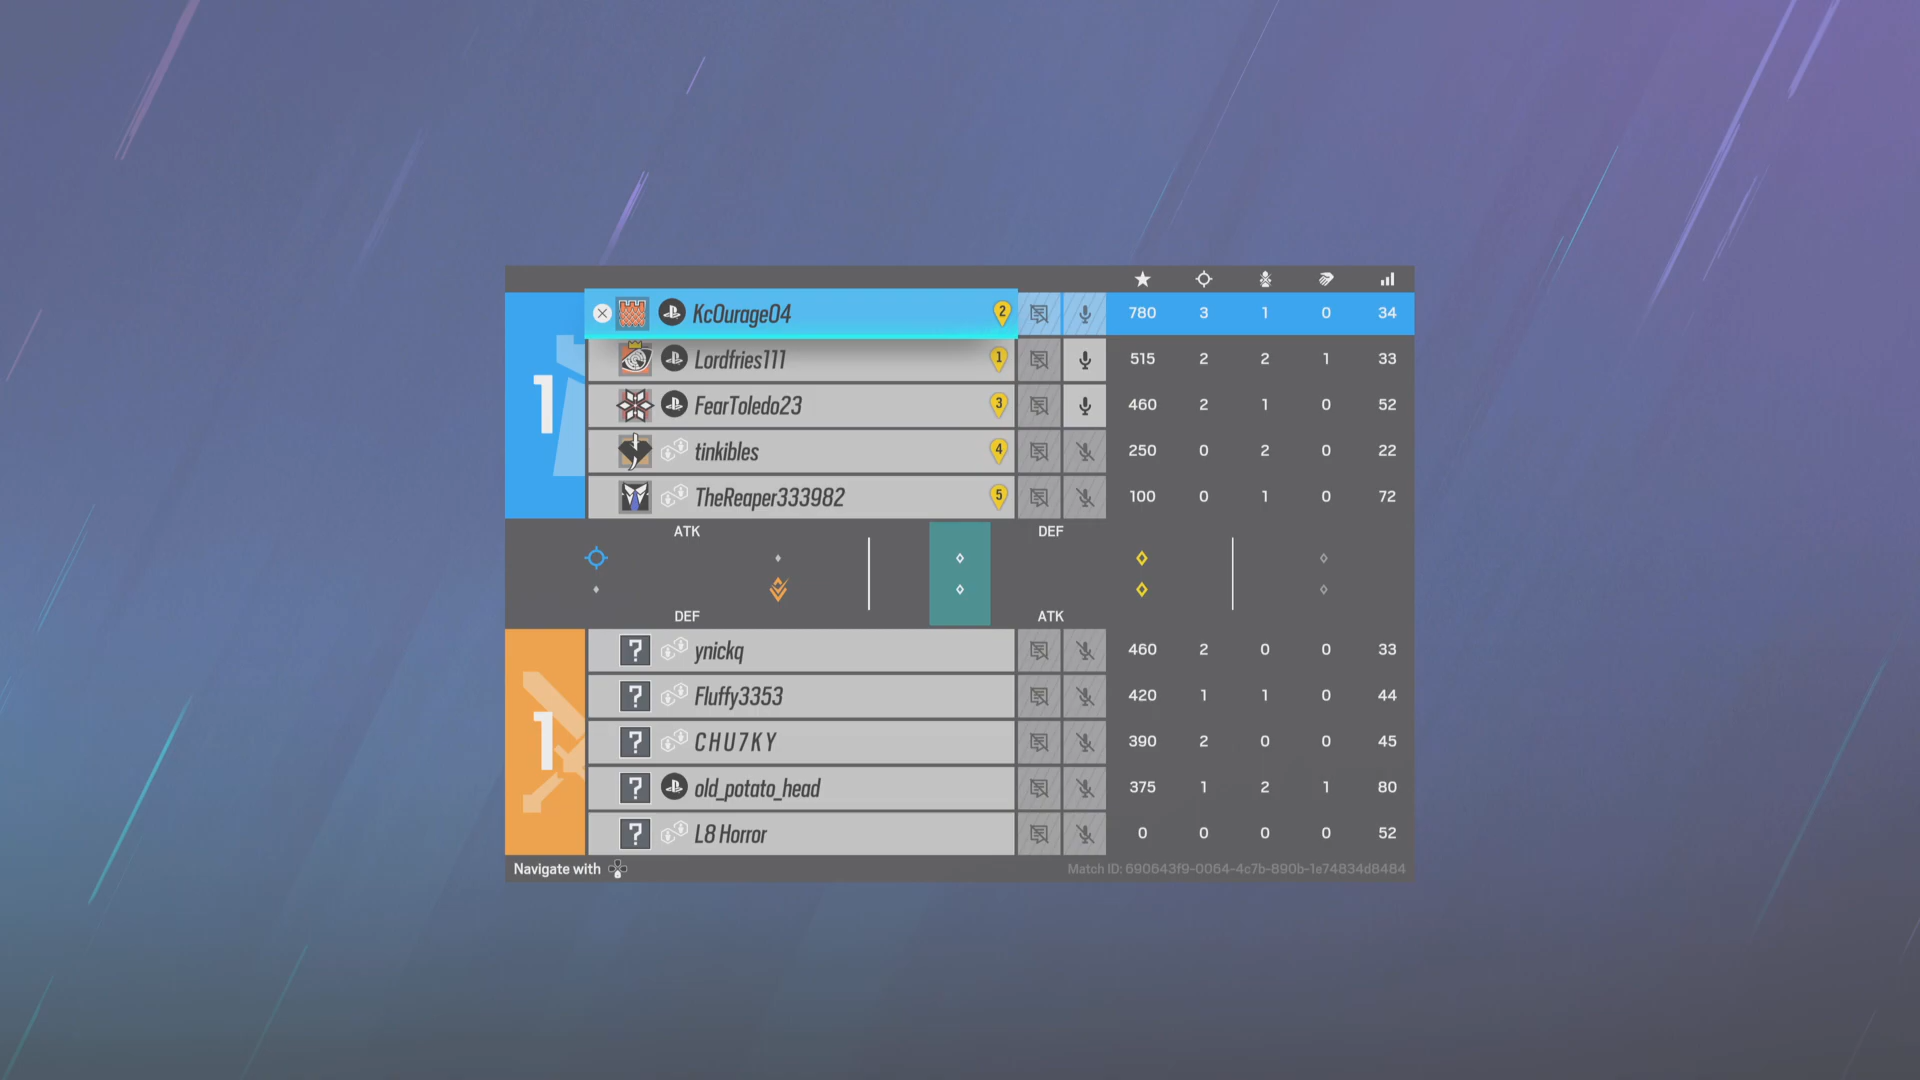 1
KcOurage04 2 780 3 1 0 34
Lordfries111 1 515 2 2 1 33
FearToledo23 3 460 2 1 0 52
tinkibles 4 250 0 2 0 22
TheReaper333982 5 100 0 1 0 72
ATK DEF
DEF ATK
1
? ynickq 460 2 0 0 33
? Fluffy3353 420 1 1 0 44
? CHU7KY 390 2 0 0 45
? old_potato_head 375 1 2 1 80
? L8 Horror 0 0 0 0 52
Navigate with Match ID: 690643f9-0064-4c7b-890b-1e74834d8484